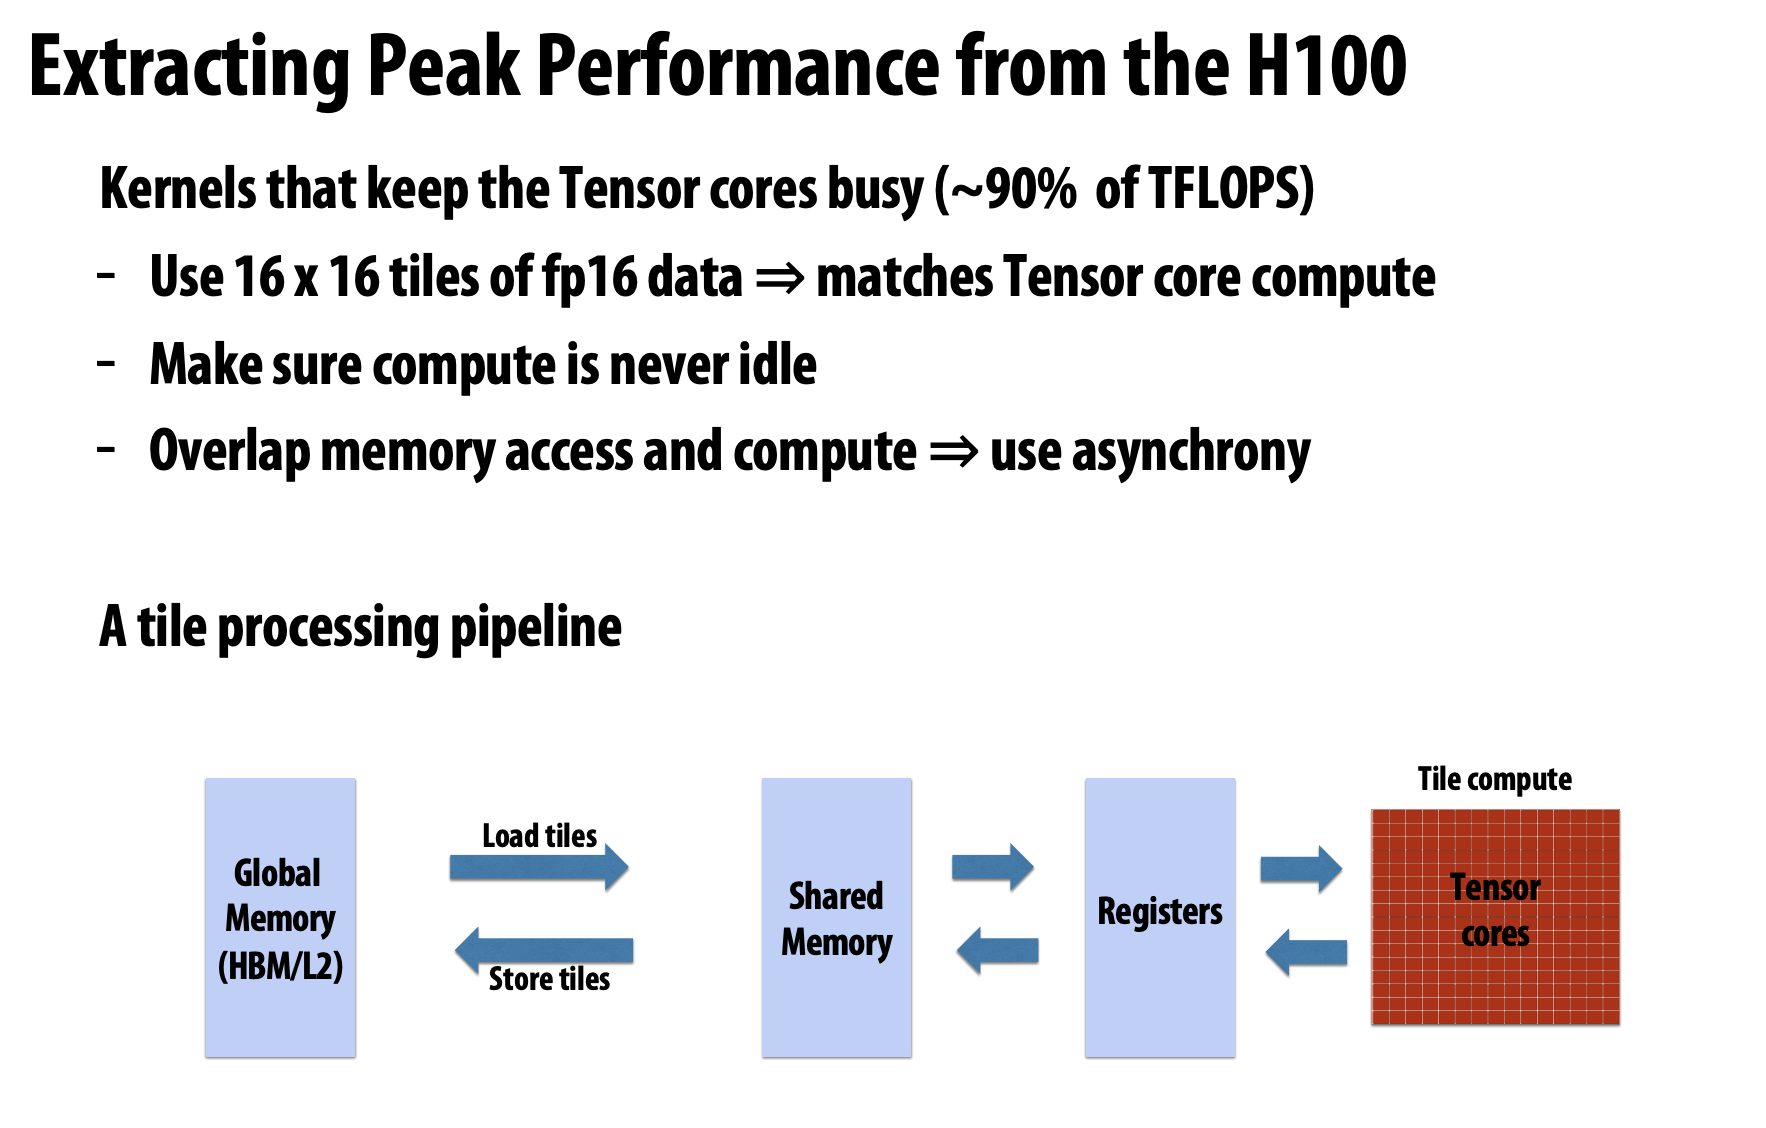 Extracting Peak Performance from the H100
Kernels that keep the Tensor cores busy (~90% of TFLOPS)
- Use 16 x 16 tiles of fp16 data ⇒ matches Tensor core compute
- Make sure compute is never idle
- Overlap memory access and compute ⇒ use asynchrony
A tile processing pipeline
Global
Memory
(HBM/L2)
Load tiles
Store tiles
Shared
Memory
Registers
Tile compute
Tensor
cores